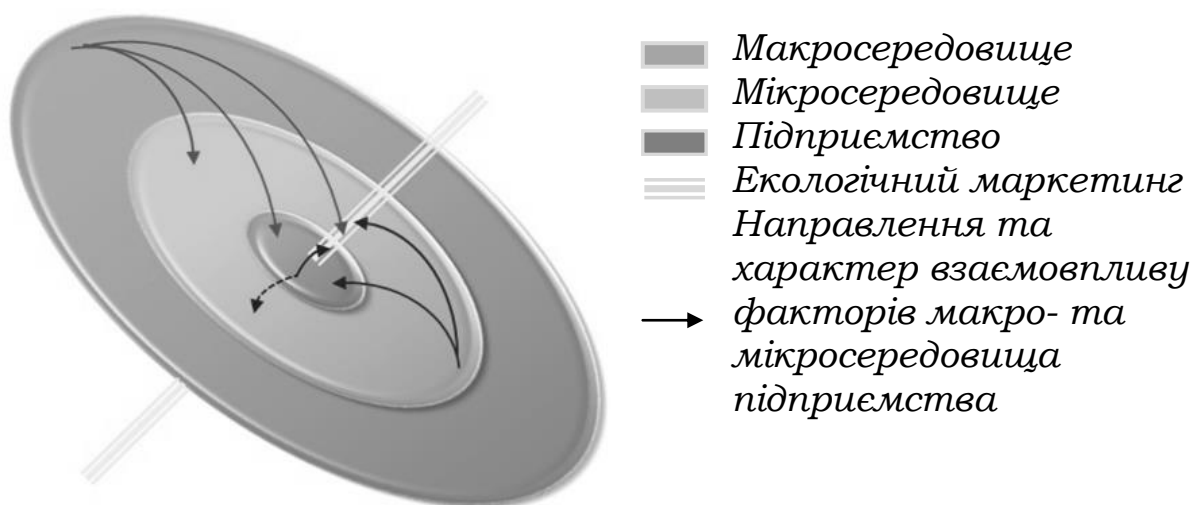 Макросередовище
Мікросередовище
Підприємство
Екологічний маркетинг
Направлення та
характер взаємовпливу
факторів макро- та
мікросередовища
підприємства